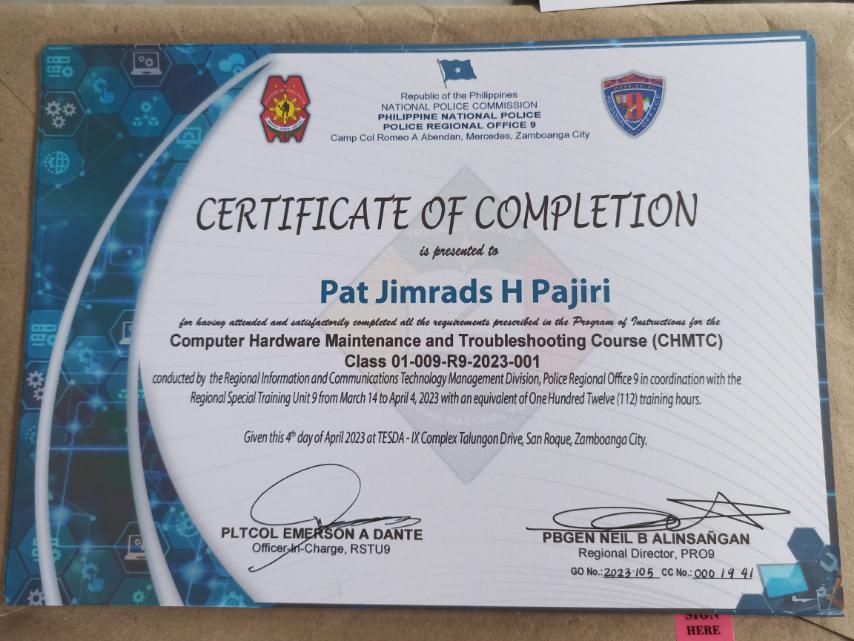 Republic of the Philippines
NATIONAL POLICE COMMISSION
PHILIPPINE NATIONAL POLICE
POLICE REGIONAL OFFICE 9
Camp Col Romeo A Abendan, Mercedes, Zamboanga City
CERTIFICATE OF COMPLETION
is presented to
Pat Jimrads H Pajiri
for having attended and satisfactorily completed all the requirements prescribed in the Program of Instructions for the
Computer Hardware Maintenance and Troubleshooting Course (CHMTC)
Class 01-009-R9-2023-001
conducted by the Regional Information and Communications Technology Management Division, Police Regional Office 9 in coordination with the
Regional Special Training Unit 9 from March 14 to April 4, 2023 with an equivalent of One Hundred Twelve (112) training hours.
Given this 4th day of April 2023 at TESDA - IX Complex Talungon Drive, San Roque, Zamboanga City.
PLTCOL EMERSON A DANTE
Officer-In-Charge, RSTU9
PBGEN NEIL B ALINSAÑGAN
Regional Director, PRO9
GO No.: 2023-105 CC No.: 000 19 41
SIGN
HERE